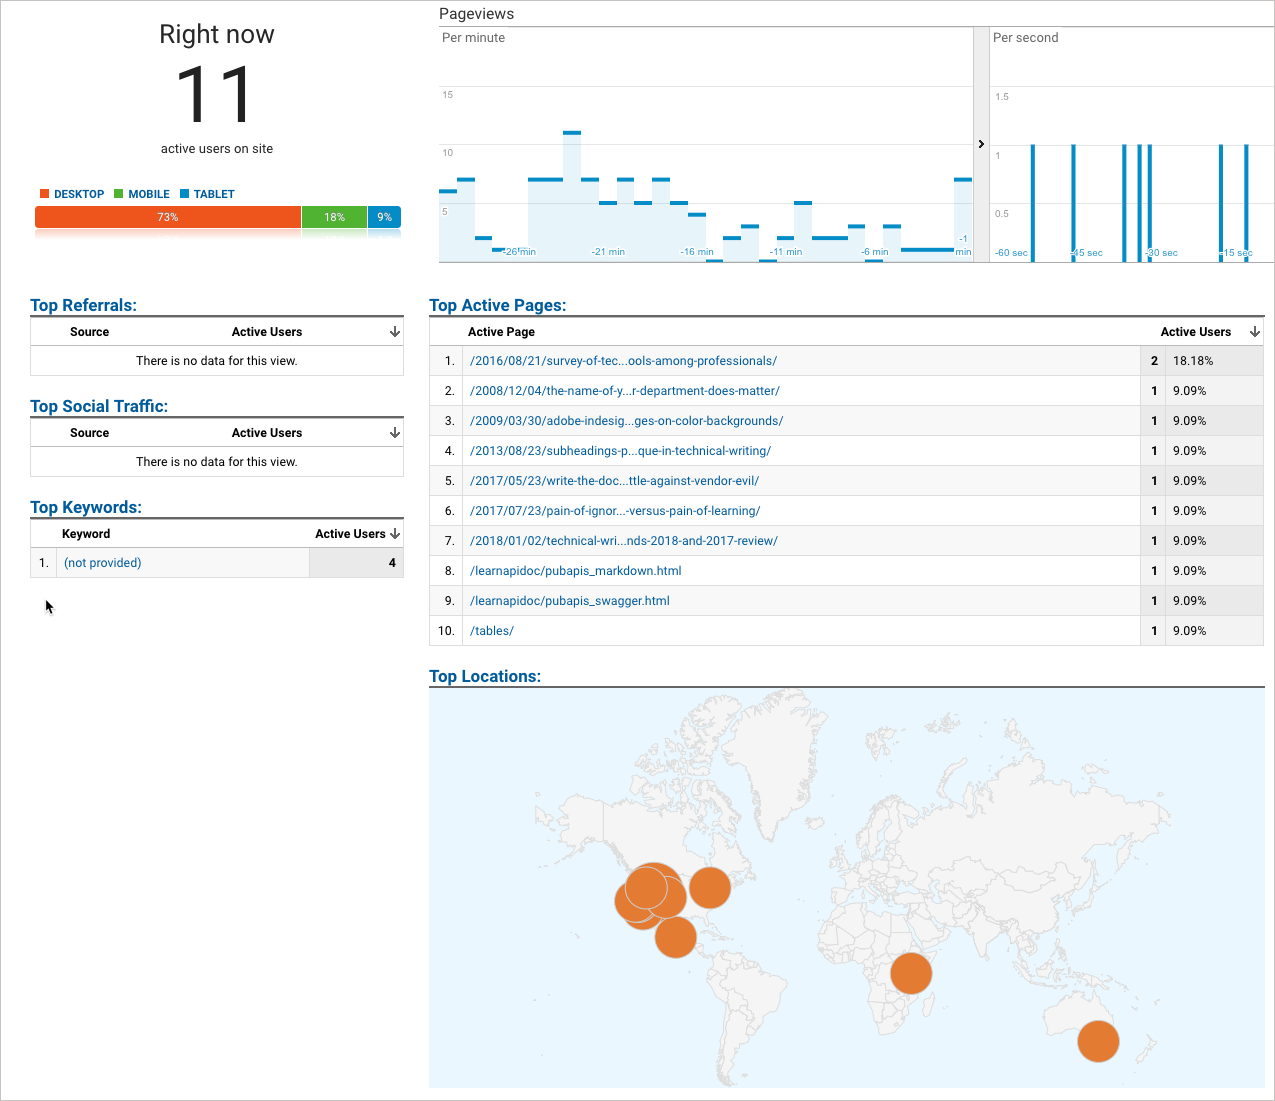 Right now
11
active users on site
DESKTOP MOBILE TABLET
73% 18% 9%
Pageviews
Per minute
15
10
5
-26 min -21 min -16 min -11 min -6 min -1 min
Per second
1.5
1
0.5
-60 sec -45 sec -30 sec -15 sec
Top Referrals:
Source Active Users
There is no data for this view.
Top Social Traffic:
Source Active Users
There is no data for this view.
Top Keywords:
Keyword Active Users
1. (not provided) 4
Top Active Pages:
Active Page Active Users
1. /2016/08/21/survey-of-tec...ools-among-professionals/ 2 18.18%
2. /2008/12/04/the-name-of-y...r-department-does-matter/ 1 9.09%
3. /2009/03/30/adobe-indesig...ges-on-color-backgrounds/ 1 9.09%
4. /2013/08/23/subheadings-p...que-in-technical-writing/ 1 9.09%
5. /2017/05/23/write-the-doc...ttle-against-vendor-evil/ 1 9.09%
6. /2017/07/23/pain-of-ignor...-versus-pain-of-learning/ 1 9.09%
7. /2018/01/02/technical-wri...nds-2018-and-2017-review/ 1 9.09%
8. /learnapidoc/pubapis_markdown.html 1 9.09%
9. /learnapidoc/pubapis_swagger.html 1 9.09%
10. /tables/ 1 9.09%
Top Locations: